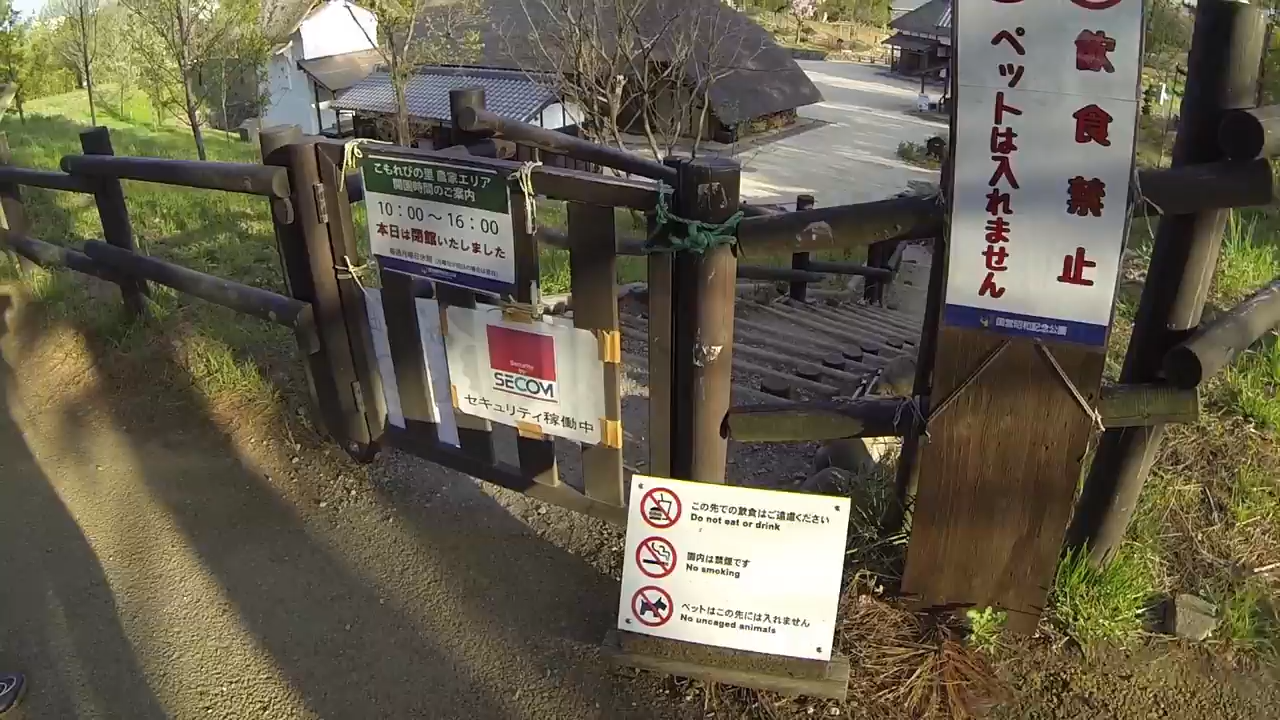 こもれびの里 農家エリア
開園時間のご案内
10:00～16:00
本日は閉館いたしました
Security
by
SECOM
セキュリティ稼働中
この先での飲食はご遠慮ください
Do not eat or drink
園内は禁煙です
No smoking
ペットはこの先には入れません
No uncaged animals
飲食禁止
ペットは入れません
国営昭和記念公園